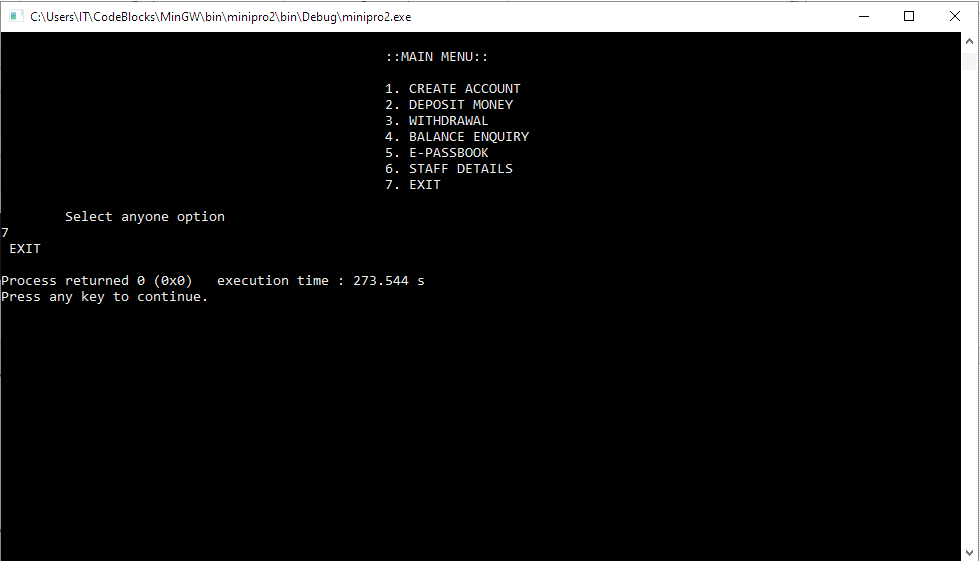 C:\Users\IT\CodeBlocks\MinGW\bin\minipro2\bin\Debug\minipro2.exe
::MAIN MENU::
1. CREATE ACCOUNT
2. DEPOSIT MONEY
3. WITHDRAWAL
4. BALANCE ENQUIRY
5. E-PASSBOOK
6. STAFF DETAILS
7. EXIT
Select anyone option
7
EXIT
Process returned 0 (0x0)   execution time : 273.544 s
Press any key to continue.